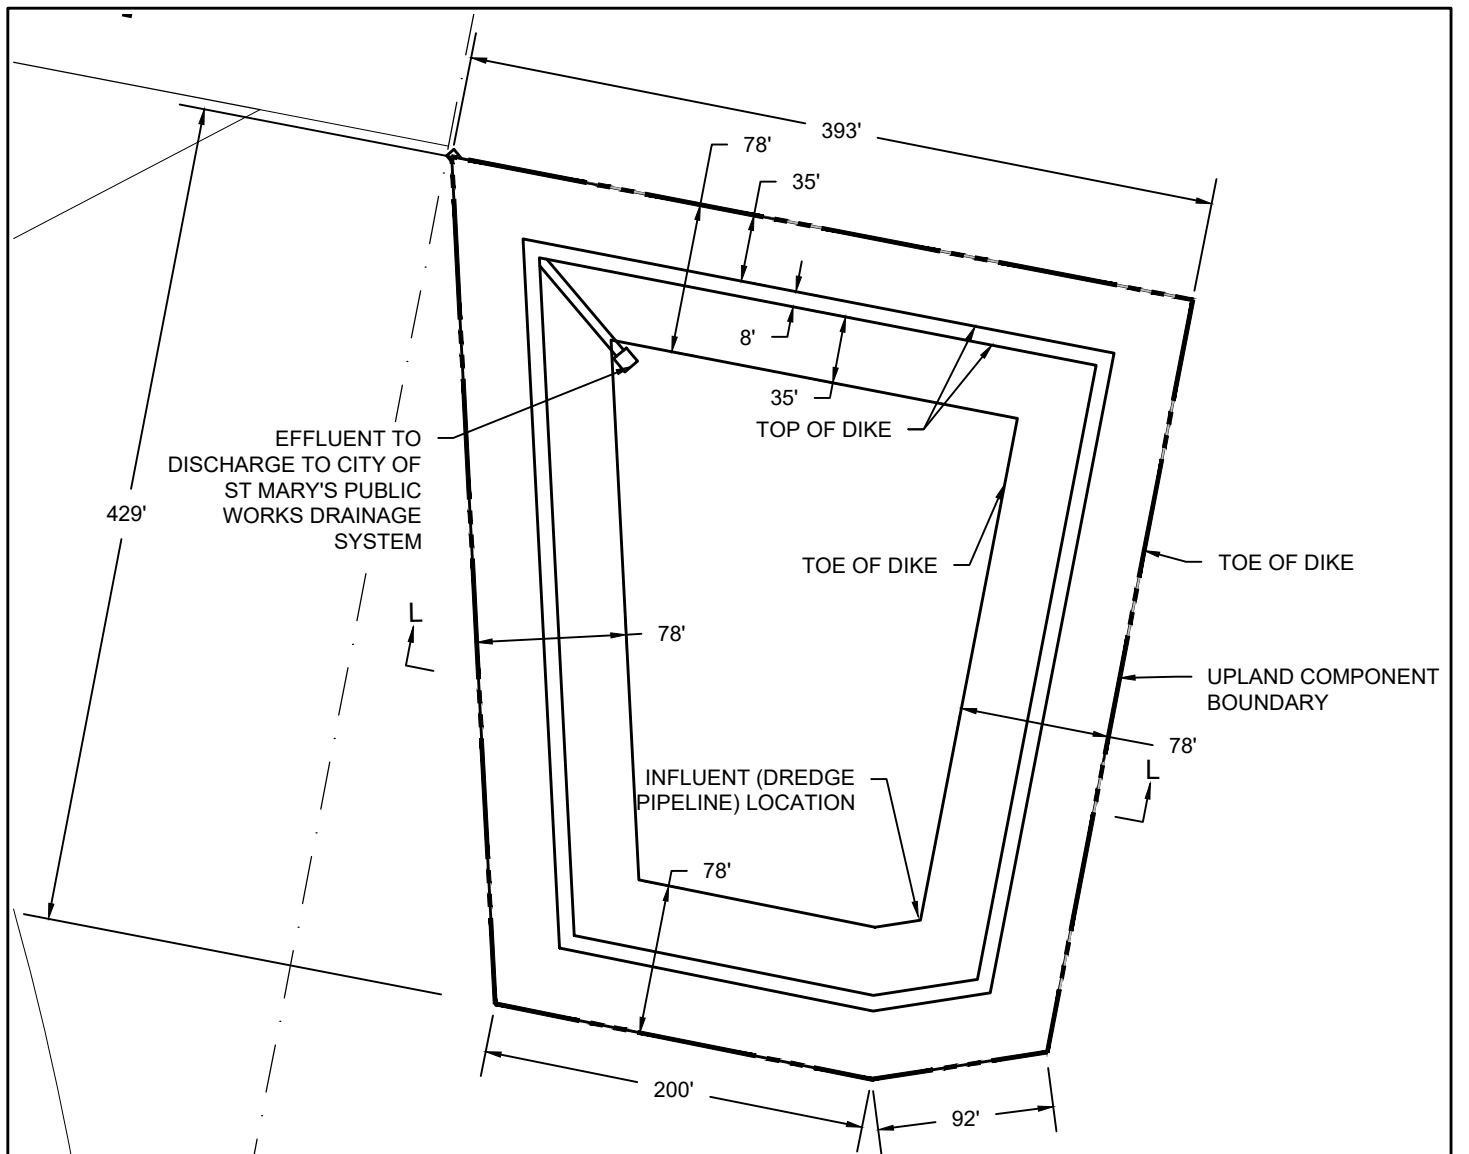 393'
78'
35'
8'
35'
TOP OF DIKE
EFFLUENT TO
DISCHARGE TO CITY OF
ST MARY'S PUBLIC
WORKS DRAINAGE
SYSTEM
429'
TOE OF DIKE
TOE OF DIKE
L
78'
UPLAND COMPONENT
BOUNDARY
78'
L
INFLUENT (DREDGE
PIPELINE) LOCATION
78'
200'
92'